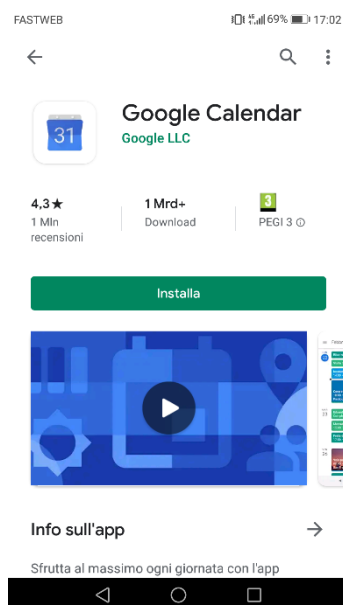 FASTWEB
69% 17:02
Google Calendar
31
Google LLC
4,3★
1 Mrd+
3
1 Mln
recensioni
Download
PEGI 3
Installa
Info sull'app
Sfrutta al massimo ogni giornata con l'app